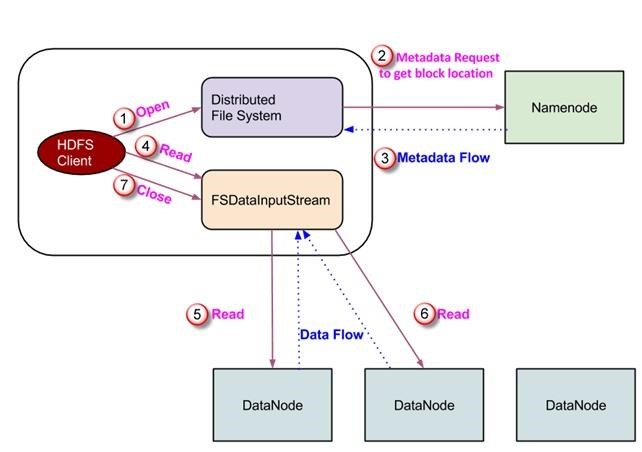 2 Metadata Request
to get block location
Distributed
File System
Namenode
1 Open
HDFS
Client
4 Read
3 Metadata Flow
7 Close
FSDataInputStream
5 Read
6 Read
Data Flow
DataNode
DataNode
DataNode